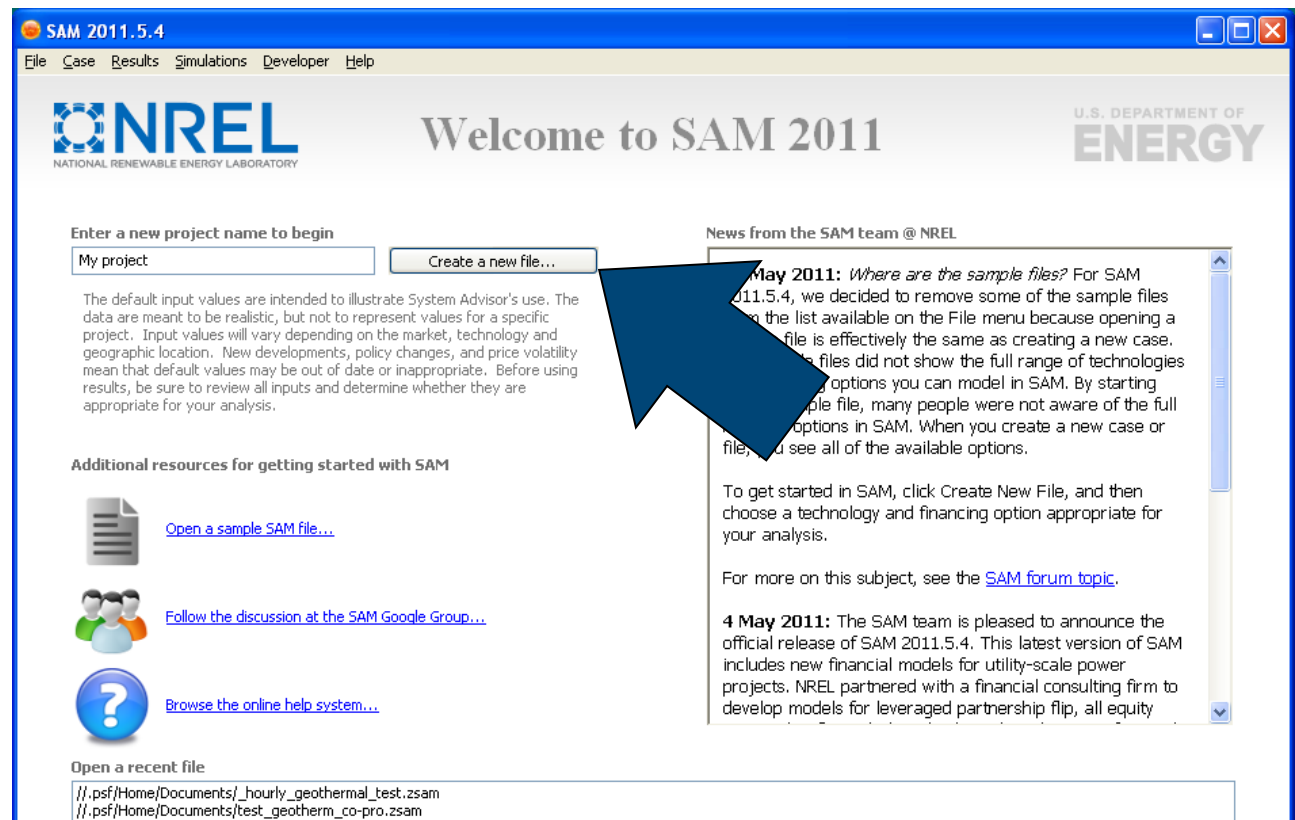 SAM 2011.5.4
File Case Results Simulations Developer Help
NREL
NATIONAL RENEWABLE ENERGY LABORATORY
Welcome to SAM 2011
U.S. DEPARTMENT OF
ENERGY
Enter a new project name to begin
My project
Create a new file...
The default input values are intended to illustrate System Advisor's use. The
data are meant to be realistic, but not to represent values for a specific
project. Input values will vary depending on the market, technology and
geographic location. New developments, policy changes, and price volatility
mean that default values may be out of date or inappropriate. Before using
results, be sure to review all inputs and determine whether they are
appropriate for your analysis.
Additional resources for getting started with SAM
Open a sample SAM file...
Follow the discussion at the SAM Google Group...
Browse the online help system...
News from the SAM team @ NREL
May 2011: Where are the sample files? For SAM
2011.5.4, we decided to remove some of the sample files
the list available on the File menu because opening a
file is effectively the same as creating a new case.
files did not show the full range of technologies
options you can model in SAM. By starting
file, many people were not aware of the full
options in SAM. When you create a new case or
file, you see all of the available options.
To get started in SAM, click Create New File, and then
choose a technology and financing option appropriate for
your analysis.
For more on this subject, see the SAM forum topic.
4 May 2011: The SAM team is pleased to announce the
official release of SAM 2011.5.4. This latest version of SAM
includes new financial models for utility-scale power
projects. NREL partnered with a financial consulting firm to
develop models for leveraged partnership flip, all equity
Open a recent file
//.psf/Home/Documents/_hourly_geothermal_test.zsam
//.psf/Home/Documents/test_geotherm_co-pro.zsam